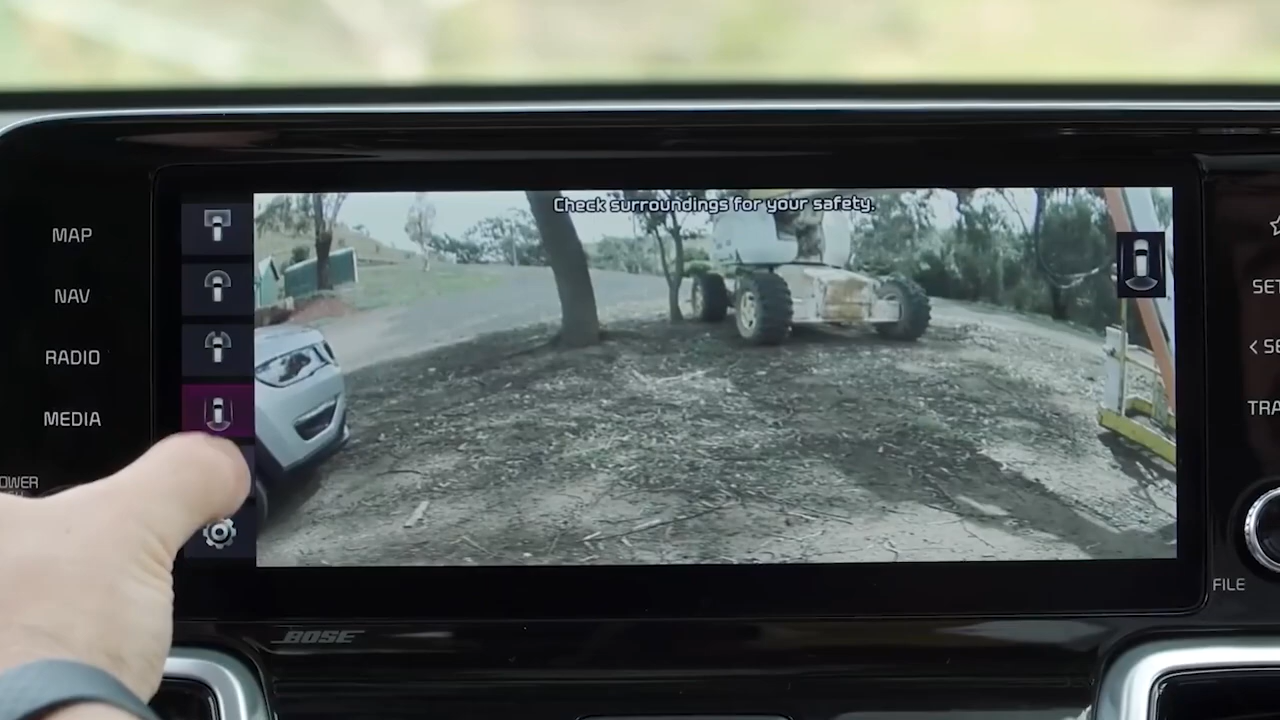 Check surroundings for your safety.
MAP
NAV
RADIO
MEDIA
BOSE
FILE